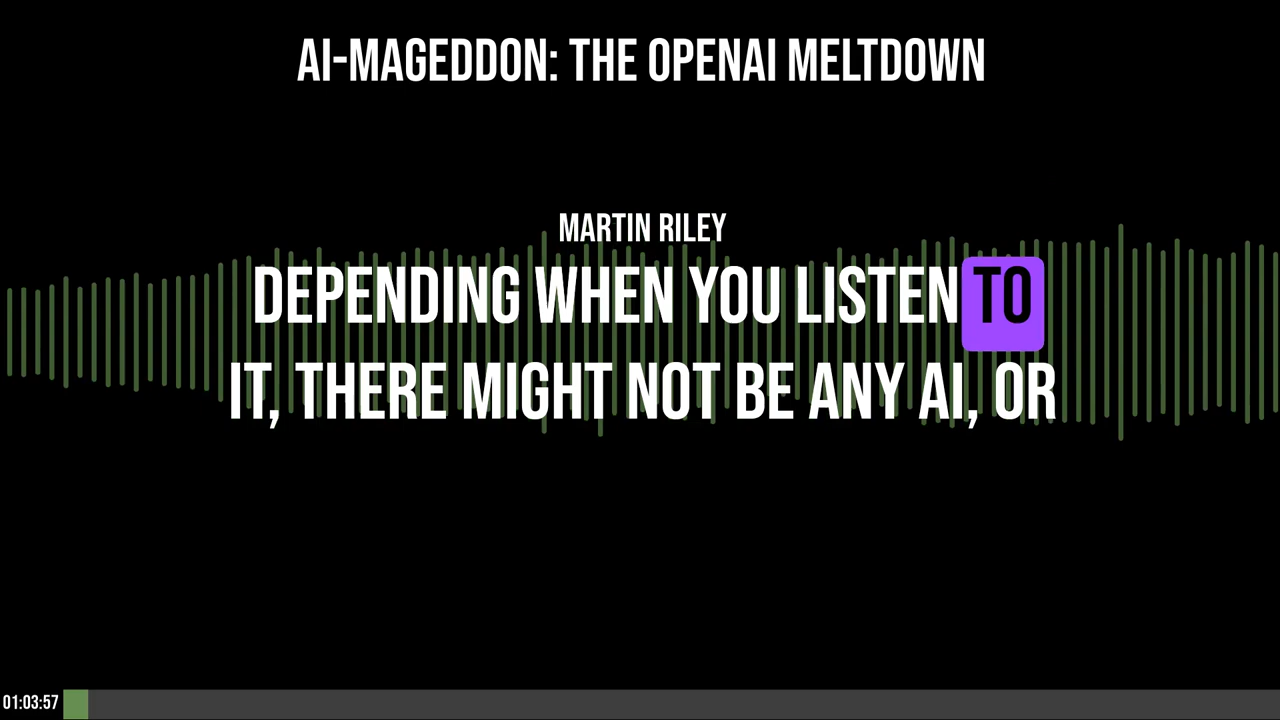 AI-MAGEDDON: THE OPENAI MELTDOWN
MARTIN RILEY
DEPENDING WHEN YOU LISTEN TO
IT, THERE MIGHT NOT BE ANY AI, OR
01:03:57